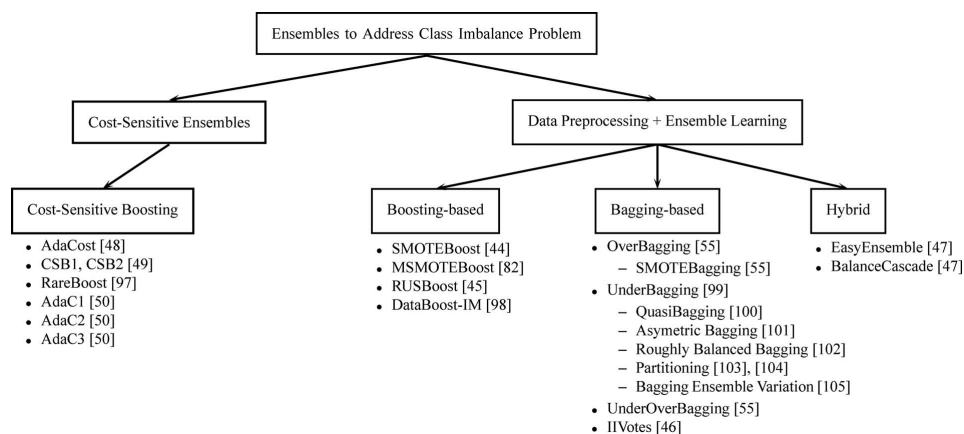 Ensembles to Address Class Imbalance Problem
Cost-Sensitive Ensembles
Data Preprocessing + Ensemble Learning
Cost-Sensitive Boosting
• AdaCost [48]
• CSB1, CSB2 [49]
• RareBoost [97]
• AdaC1 [50]
• AdaC2 [50]
• AdaC3 [50]
Boosting-based
• SMOTEBoost [44]
• MSMOTEBoost [82]
• RUSBoost [45]
• DataBoost-IM [98]
Bagging-based
• OverBagging [55]
– SMOTEBagging [55]
• UnderBagging [99]
– QuasiBagging [100]
– Asymetric Bagging [101]
– Roughly Balanced Bagging [102]
– Partitioning [103], [104]
– Bagging Ensemble Variation [105]
• UnderOverBagging [55]
• IIVotes [46]
Hybrid
• EasyEnsemble [47]
• BalanceCascade [47]